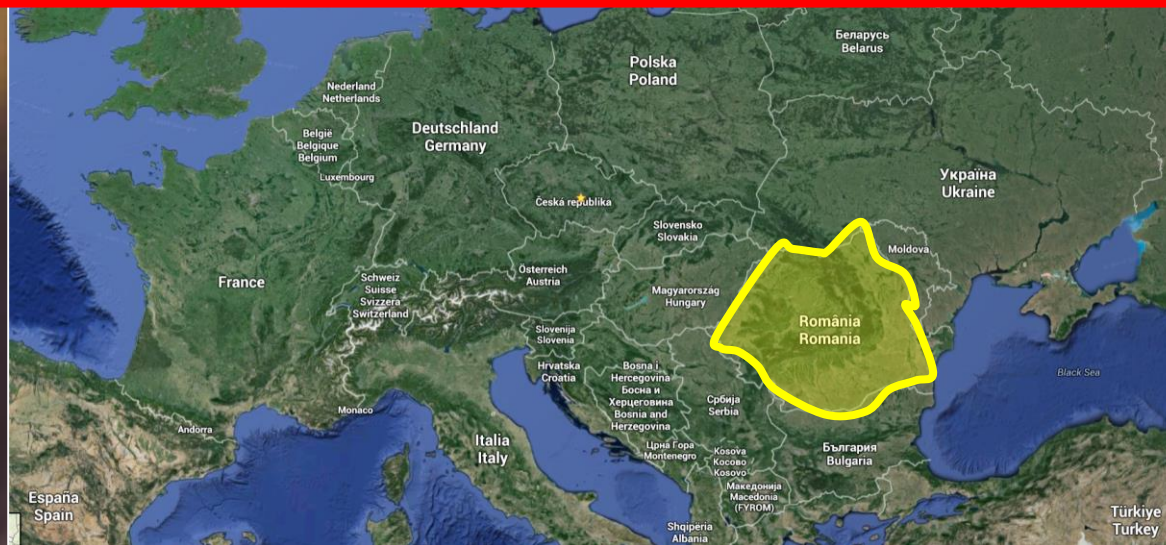 Беларусь
Belarus
Polska
Poland
Nederland
Netherlands
België
Belgique
Belgium
Deutschland
Germany
Luxembourg
Україна
Ukraine
Česká republika
Slovensko
Slovakia
Moldova
France
Schweiz
Suisse
Svizzera
Switzerland
Österreich
Austria
Magyarország
Hungary
România
Romania
Slovenija
Slovenia
Hrvatska
Croatia
Bosna i
Hercegovina
Босна и
Херцеговина
Bosnia and
Herzegovina
Србија
Serbia
Black Sea
Monaco
Andorra
Italia
Italy
Црна Гора
Montenegro
Kosova
Косово
Kosovo
България
Bulgaria
Македонија
Macedonia
(FYROM)
España
Spain
Shqipëria
Albania
Türkiye
Turkey